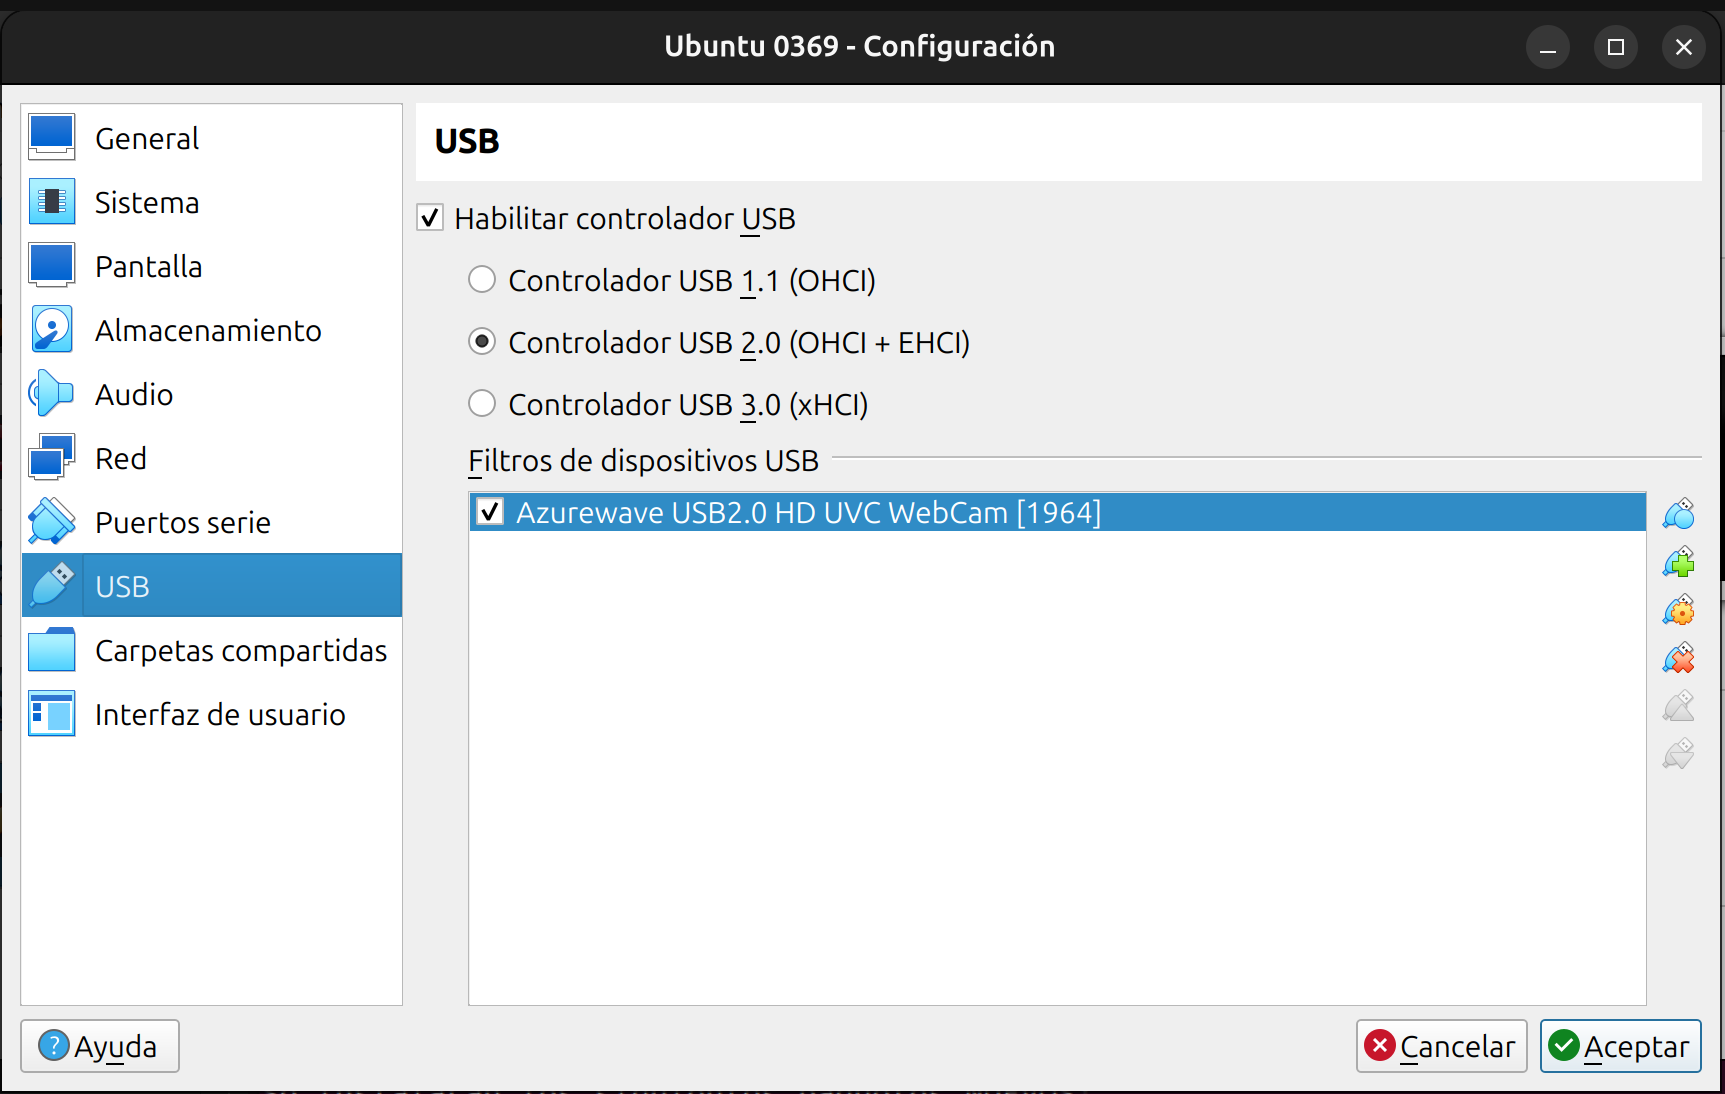 Ubuntu 0369 - Configuración
General
Sistema
Pantalla
Almacenamiento
Audio
Red
Puertos serie
USB
Carpetas compartidas
Interfaz de usuario
USB
Habilitar controlador USB
Controlador USB 1.1 (OHCI)
Controlador USB 2.0 (OHCI + EHCI)
Controlador USB 3.0 (xHCI)
Filtros de dispositivos USB
Azurewave USB2.0 HD UVC WebCam [1964]
Ayuda
Cancelar
Aceptar